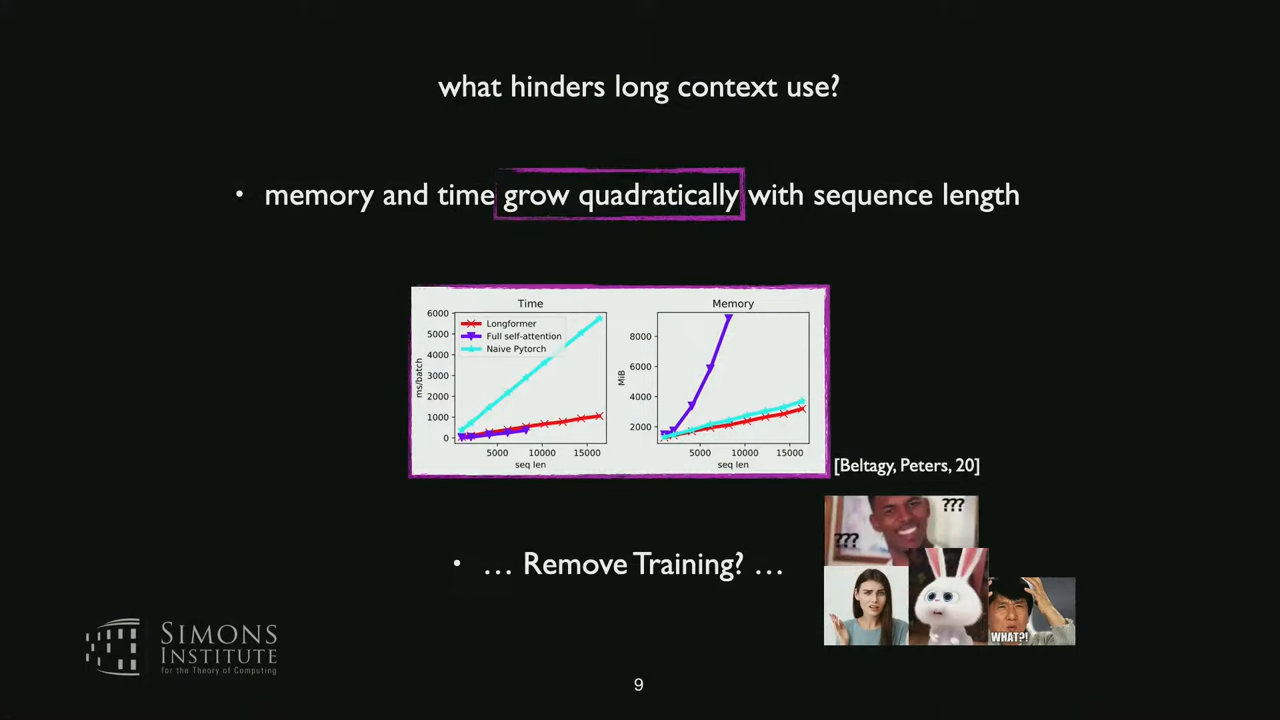 what hinders long context use?
• memory and time grow quadratically with sequence length
Time
Memory
6000
5000
4000
3000
2000
1000
0
ms/batch
Longformer
Full self-attention
Naive Pytorch
5000 10000 15000
seq len
8000
6000
4000
2000
MiB
5000 10000 15000
seq len
[Beltagy, Peters, 20]
• … Remove Training? …
???
???
WHAT?!
SIMONS
INSTITUTE
for the Theory of Computing
9